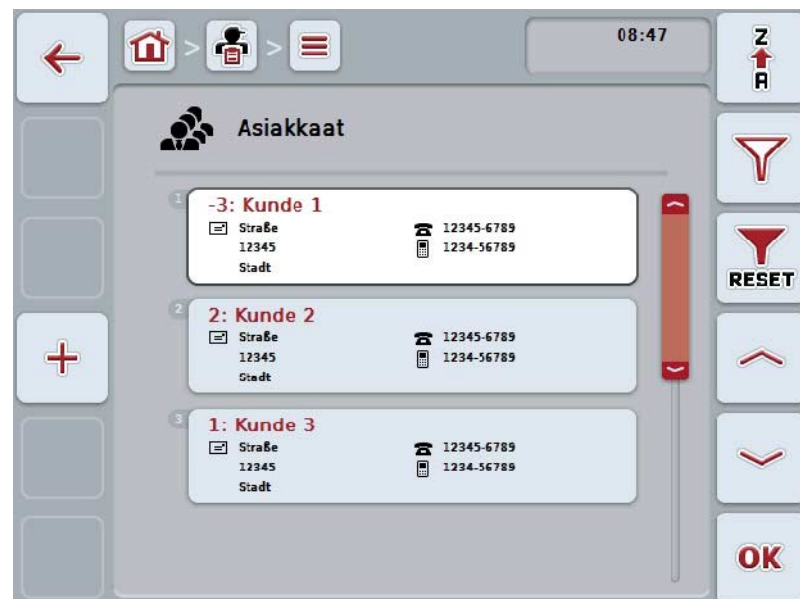 08:47
Z
A
Asiakkaat
1
-3: Kunde 1
Straße
12345-6789
12345
1234-56789
Stadt
RESET
2
2: Kunde 2
Straße
12345-6789
12345
1234-56789
Stadt
3
1: Kunde 3
Straße
12345-6789
12345
1234-56789
Stadt
OK